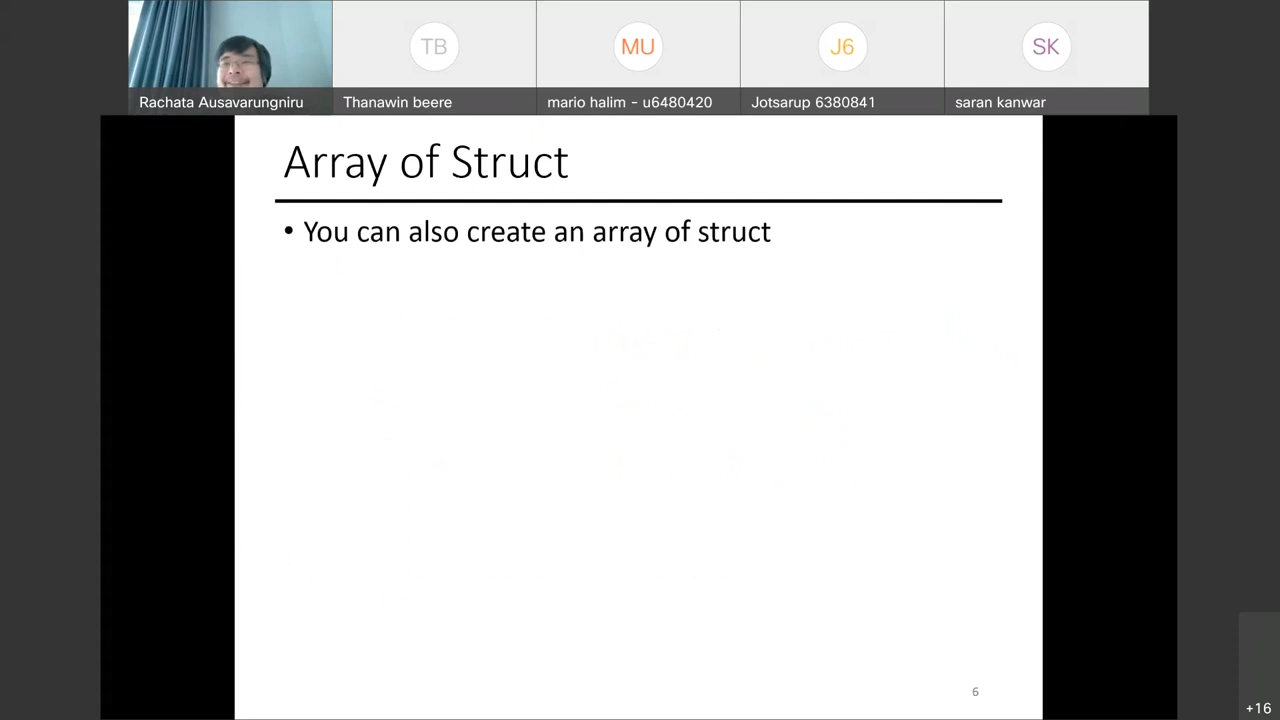 TB
MU
J6
SK
Rachata Ausavarungniru
Thanawin beere
mario halim - u6480420
Jotsarup 6380841
saran kanwar
Array of Struct
• You can also create an array of struct
6
+16